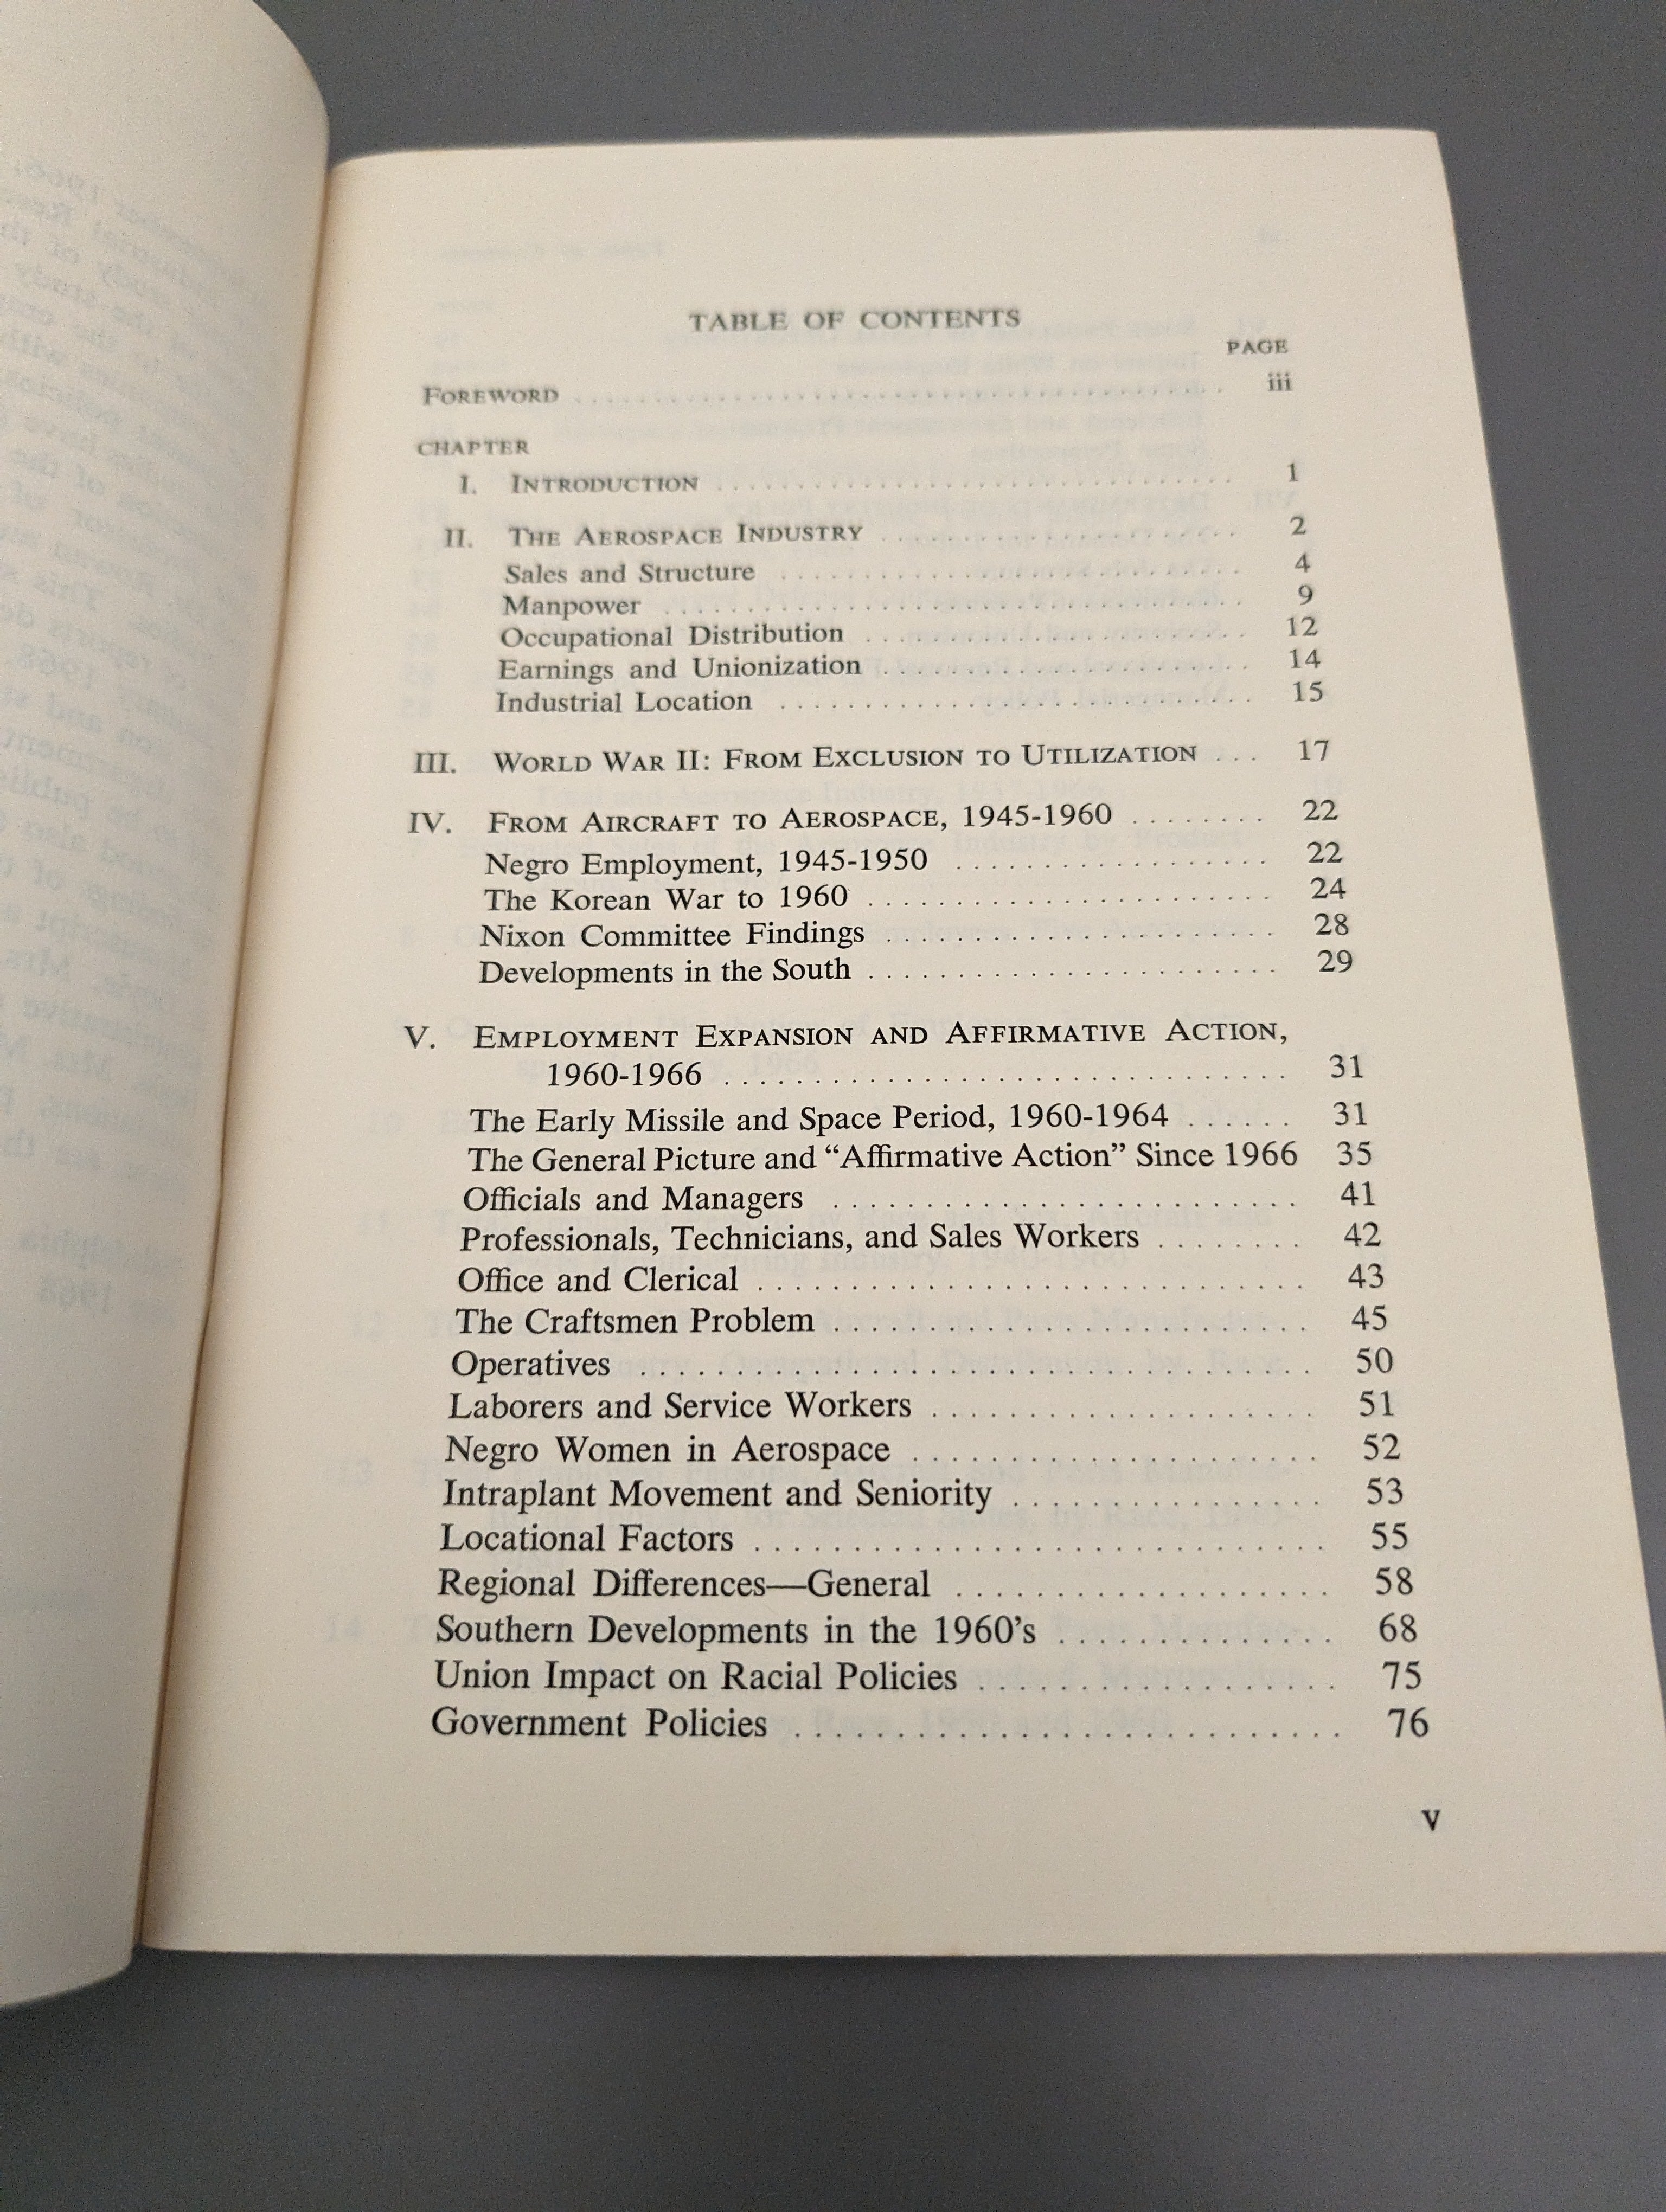 TABLE OF CONTENTS
PAGE
FOREWORD . . . . . . . . . . . . . . . . . . . . . . . . . . . . . . . . . . . . . . . . iii
CHAPTER
I. INTRODUCTION . . . . . . . . . . . . . . . . . . . . . . . . . . . . . . 1
II. THE AEROSPACE INDUSTRY . . . . . . . . . . . . . . . . . . . . . 2
Sales and Structure . . . . . . . . . . . . . . . . . . . . . . . . . . . 4
Manpower . . . . . . . . . . . . . . . . . . . . . . . . . . . . . . . . . 9
Occupational Distribution . . . . . . . . . . . . . . . . . . . . . . 12
Earnings and Unionization . . . . . . . . . . . . . . . . . . . . . 14
Industrial Location . . . . . . . . . . . . . . . . . . . . . . . . . . . 15
III. WORLD WAR II: FROM EXCLUSION TO UTILIZATION . . . 17
IV. FROM AIRCRAFT TO AEROSPACE, 1945-1960 . . . . . . . . 22
Negro Employment, 1945-1950 . . . . . . . . . . . . . . . . . . 22
The Korean War to 1960 . . . . . . . . . . . . . . . . . . . . . . . 24
Nixon Committee Findings . . . . . . . . . . . . . . . . . . . . . 28
Developments in the South . . . . . . . . . . . . . . . . . . . . . . 29
V. EMPLOYMENT EXPANSION AND AFFIRMATIVE ACTION,
1960-1966 . . . . . . . . . . . . . . . . . . . . . . . . . . . . . . . 31
The Early Missile and Space Period, 1960-1964 . . . . . . 31
The General Picture and “Affirmative Action” Since 1966 35
Officials and Managers . . . . . . . . . . . . . . . . . . . . . . . . . 41
Professionals, Technicians, and Sales Workers . . . . . . . . 42
Office and Clerical . . . . . . . . . . . . . . . . . . . . . . . . . . . . 43
The Craftsmen Problem . . . . . . . . . . . . . . . . . . . . . . . . 45
Operatives . . . . . . . . . . . . . . . . . . . . . . . . . . . . . . . . . 50
Laborers and Service Workers . . . . . . . . . . . . . . . . . . . 51
Negro Women in Aerospace . . . . . . . . . . . . . . . . . . . . 52
Intraplant Movement and Seniority . . . . . . . . . . . . . . . 53
Locational Factors . . . . . . . . . . . . . . . . . . . . . . . . . . . . 55
Regional Differences—General . . . . . . . . . . . . . . . . . . 58
Southern Developments in the 1960’s . . . . . . . . . . . . . 68
Union Impact on Racial Policies . . . . . . . . . . . . . . . . . 75
Government Policies . . . . . . . . . . . . . . . . . . . . . . . . . . 76
v